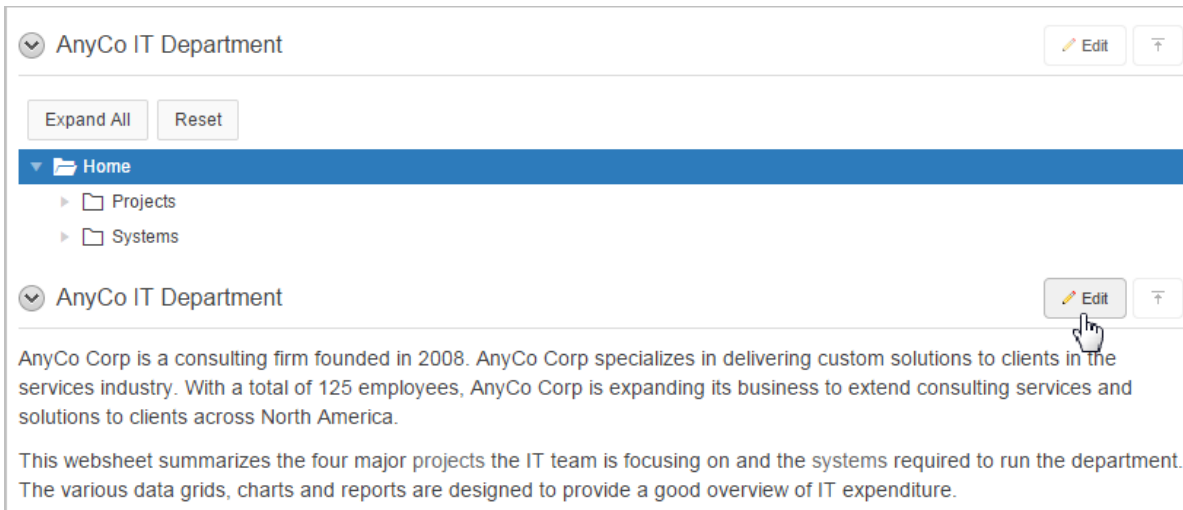 AnyCo IT Department
Edit
Expand All
Reset
Home
Projects
Systems
AnyCo IT Department
Edit
AnyCo Corp is a consulting firm founded in 2008. AnyCo Corp specializes in delivering custom solutions to clients in the
services industry. With a total of 125 employees, AnyCo Corp is expanding its business to extend consulting services and
solutions to clients across North America.
This websheet summarizes the four major projects the IT team is focusing on and the systems required to run the department.
The various data grids, charts and reports are designed to provide a good overview of IT expenditure.